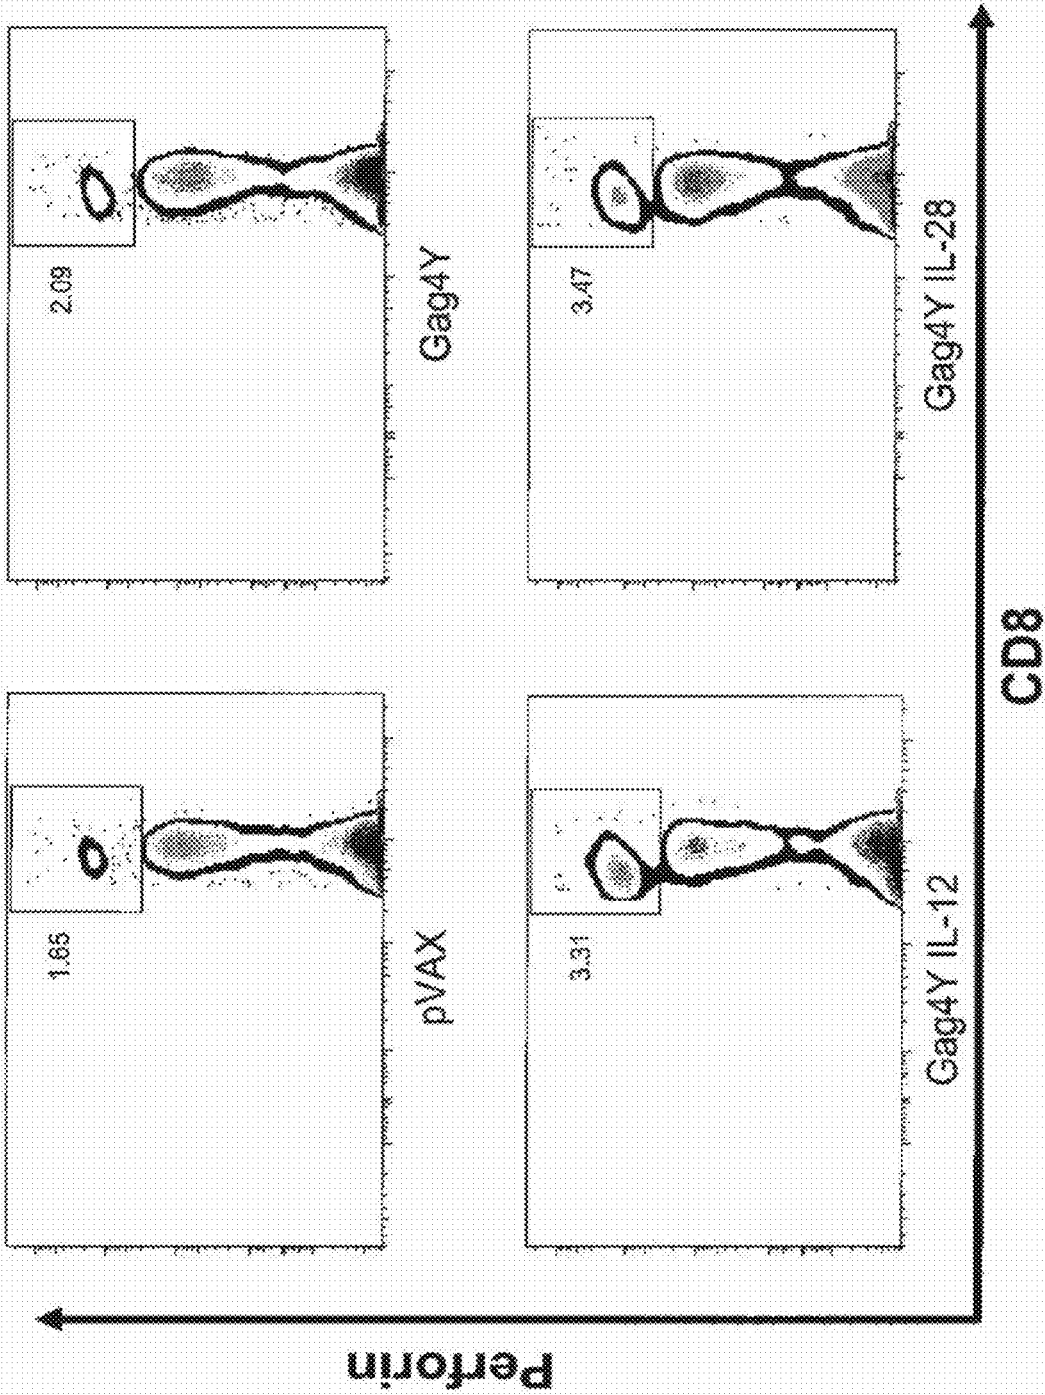 Perforin
1.65
2.09
pVAX
Gag4Y
3.31
3.47
Gag4Y IL-12
Gag4Y IL-28
CD8